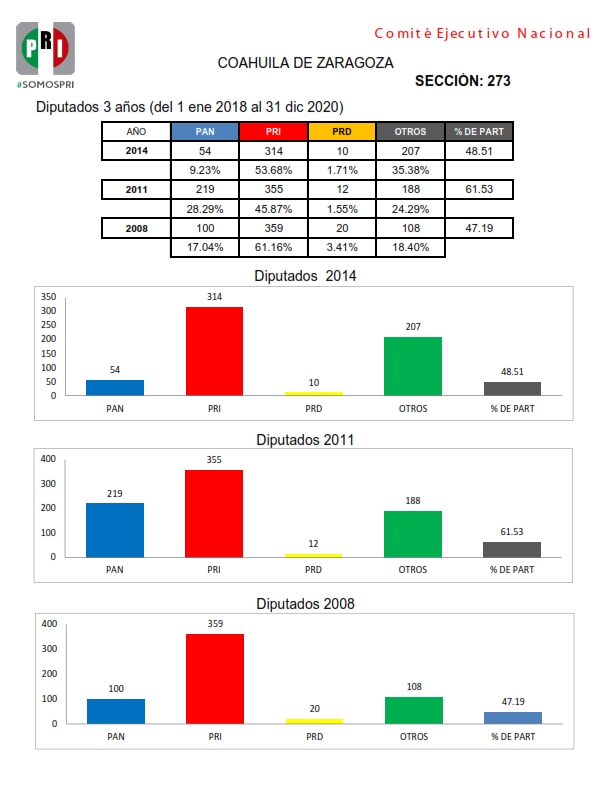 Comité Ejecutivo Nacional
PRI
#SOMOSPRI
COAHUILA DE ZARAGOZA
SECCIÓN: 273
Diputados 3 años (del 1 ene 2018 al 31 dic 2020)
AÑO PAN PRI PRD OTROS % DE PART
2014 54 314 10 207 48.51
9.23% 53.68% 1.71% 35.38%
2011 219 355 12 188 61.53
28.29% 45.87% 1.55% 24.29%
2008 100 359 20 108 47.19
17.04% 61.16% 3.41% 18.40%
Diputados 2014
350
300
250
200
150
100
50
0
54
314
10
207
48.51
PAN PRI PRD OTROS % DE PART
Diputados 2011
400
300
200
100
0
219
355
12
188
61.53
PAN PRI PRD OTROS % DE PART
Diputados 2008
400
300
200
100
0
100
359
20
108
47.19
PAN PRI PRD OTROS % DE PART